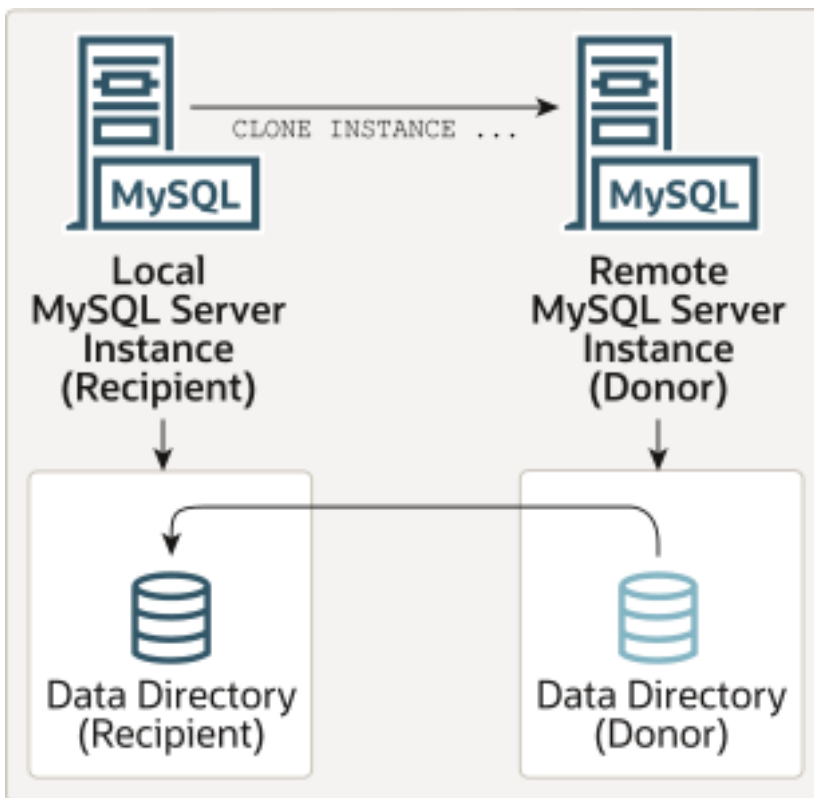 CLONE INSTANCE ...
MySQL
MySQL
Local
MySQL Server
Instance
(Recipient)
Remote
MySQL Server
Instance
(Donor)
Data Directory
(Recipient)
Data Directory
(Donor)